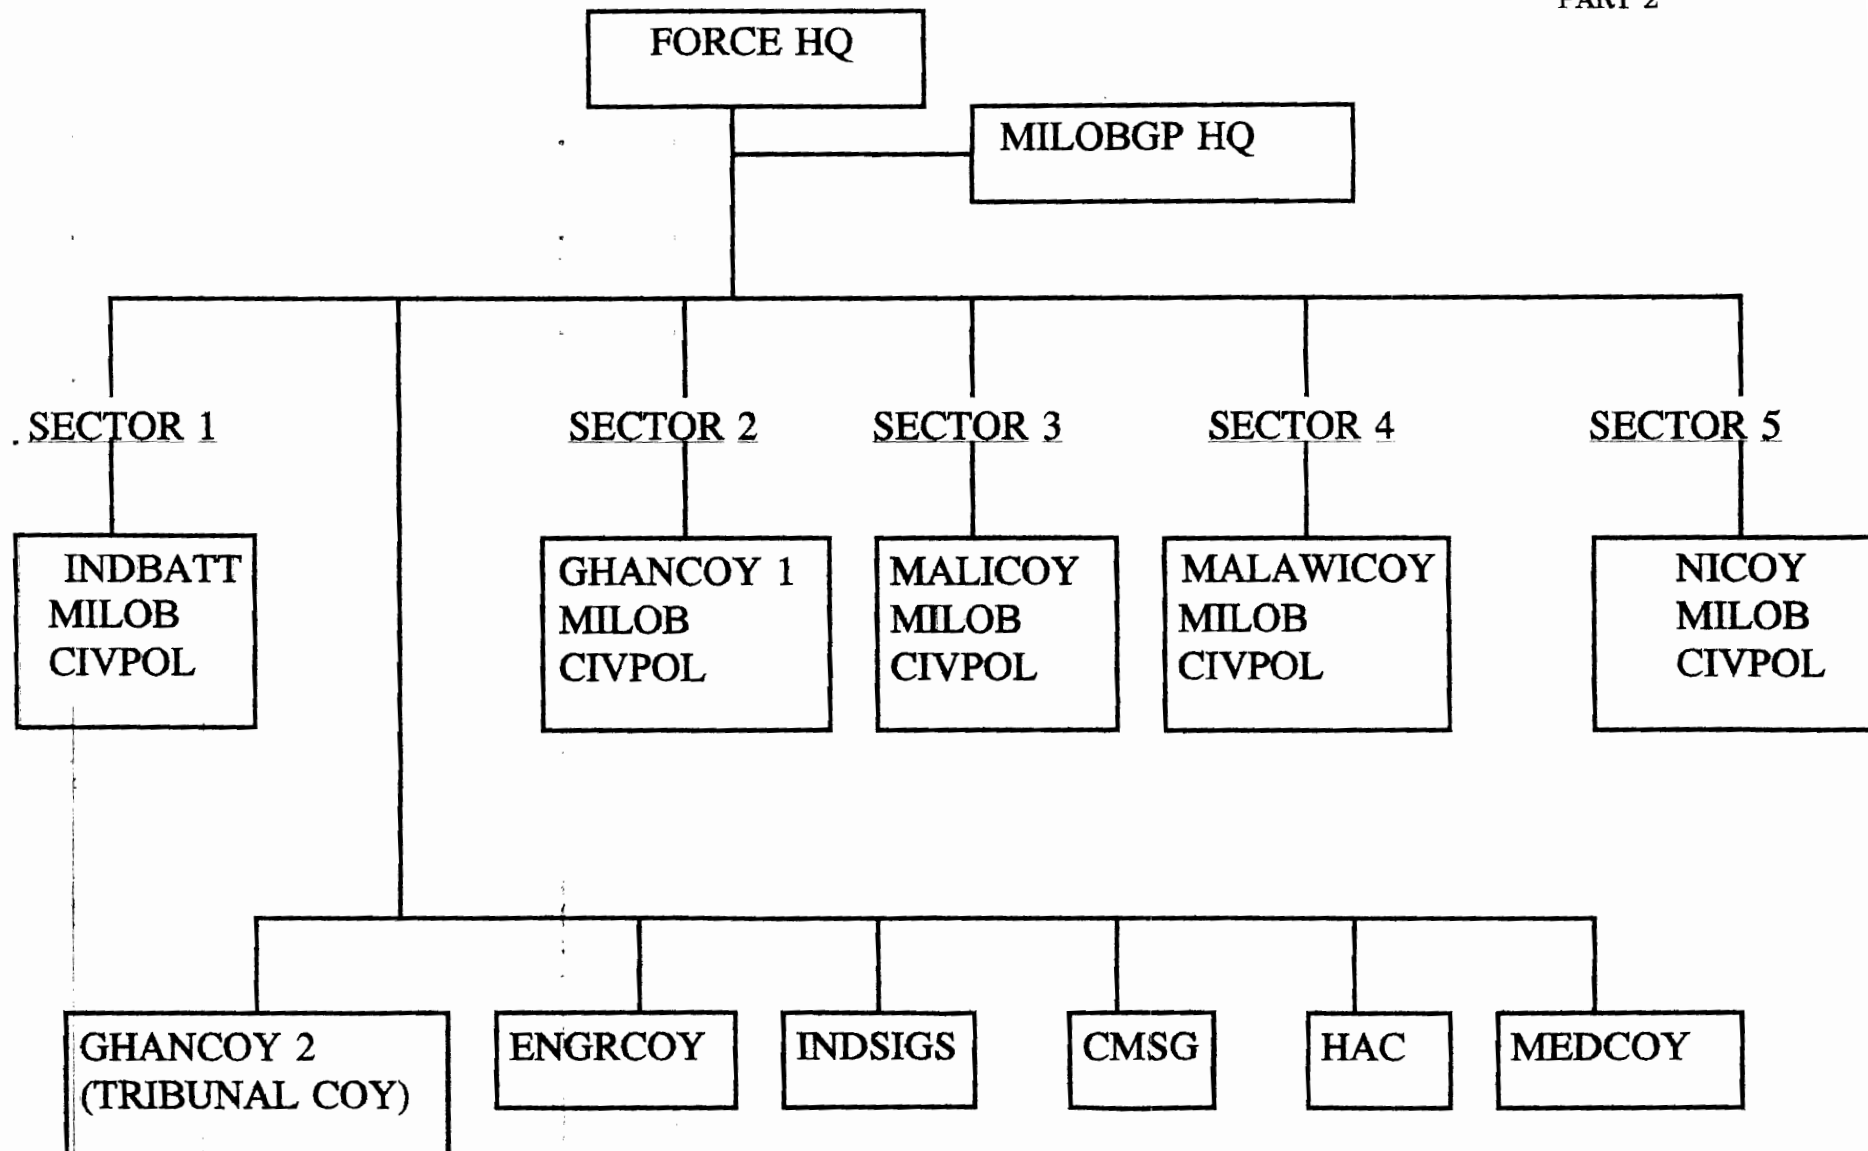 PART 2
FORCE HQ
MILOBGP HQ
SECTOR 1
SECTOR 2
SECTOR 3
SECTOR 4
SECTOR 5
INDBATT
MILOB
CIVPOL
GHANCOY 1
MILOB
CIVPOL
MALICOY
MILOB
CIVPOL
MALAWICOY
MILOB
CIVPOL
NICOY
MILOB
CIVPOL
GHANCOY 2
(TRIBUNAL COY)
ENGRCOY
INDSIGS
CMSG
HAC
MEDCOY